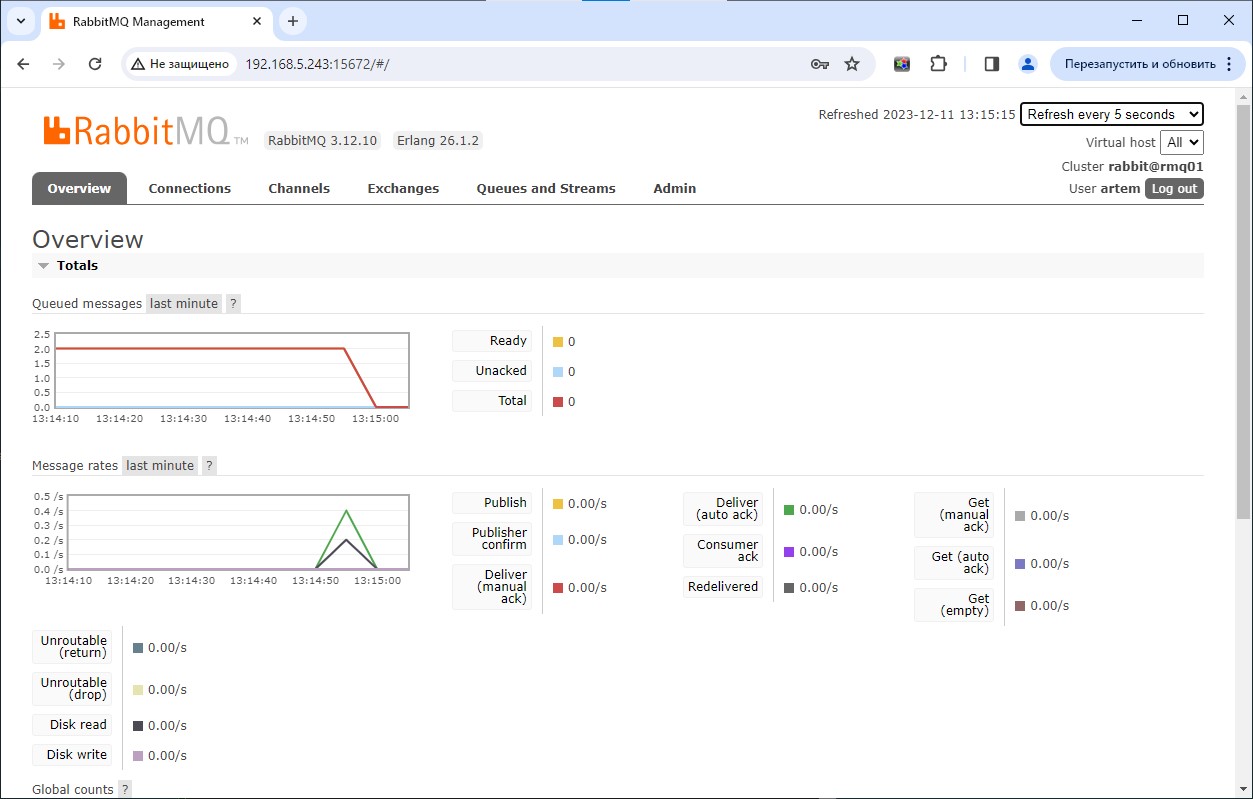 RabbitMQ Management
Не защищено 192.168.5.243:15672/#/ Перезапустить и обновить
RabbitMQ TM RabbitMQ 3.12.10 Erlang 26.1.2
Refreshed 2023-12-11 13:15:15 Refresh every 5 seconds
Virtual host All
Cluster rabbit@rmq01
User artem Log out
Overview Connections Channels Exchanges Queues and Streams Admin
Overview
Totals
Queued messages last minute ?
2.5
2.0
1.5
1.0
0.5
0.0
13:14:10 13:14:20 13:14:30 13:14:40 13:14:50 13:15:00
Ready 0
Unacked 0
Total 0
Message rates last minute ?
0.5 /s
0.4 /s
0.3 /s
0.2 /s
0.1 /s
0.0 /s
13:14:10 13:14:20 13:14:30 13:14:40 13:14:50 13:15:00
Publish 0.00/s
Publisher
confirm 0.00/s
Deliver
(manual
ack) 0.00/s
Deliver
(auto ack) 0.00/s
Consumer
ack 0.00/s
Redelivered 0.00/s
Get
(manual
ack) 0.00/s
Get (auto
ack) 0.00/s
Get
(empty) 0.00/s
Unroutable
(return) 0.00/s
Unroutable
(drop) 0.00/s
Disk read 0.00/s
Disk write 0.00/s
Global counts ?